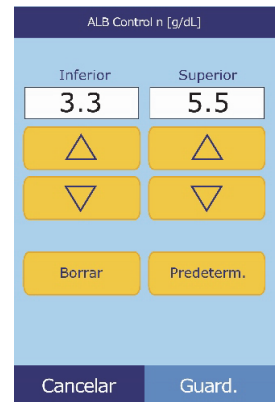 ALB Control n [g/dL]
Inferior Superior
3.3 5.5
Borrar Predeterm.
Cancelar Guard.